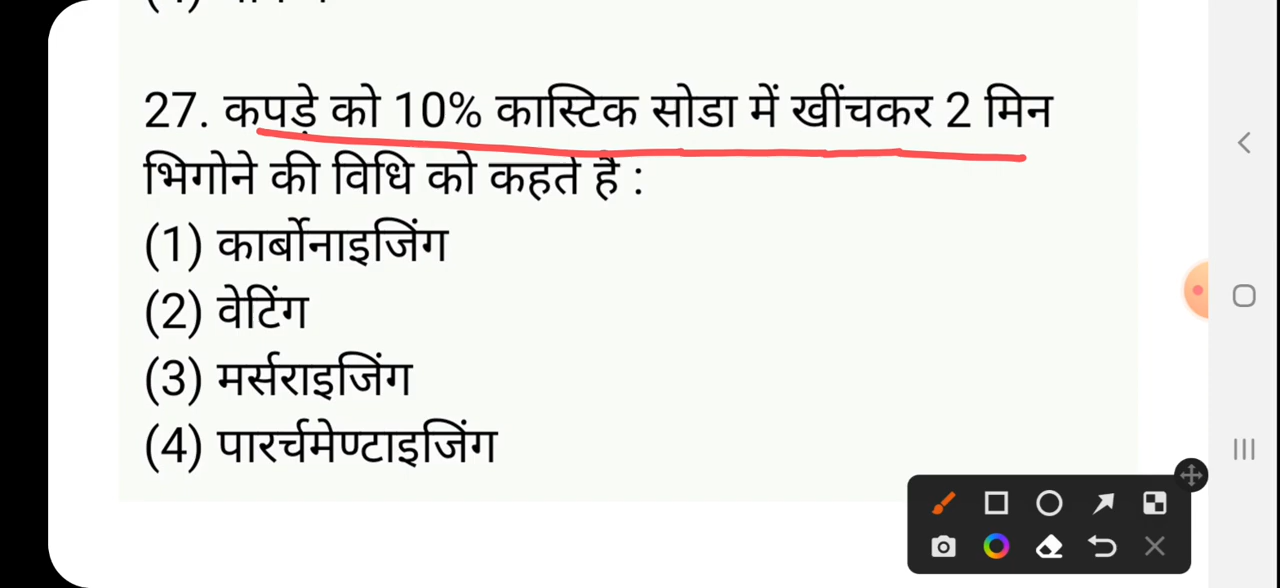 27. कपड़े को 10% कास्टिक सोडा में खींचकर 2 मिन
भिगोने की विधि को कहते है :
(1) कार्बोनाइजिंग
(2) वेटिंग
(3) मर्सराइजिंग
(4) पारर्चमेण्टाइजिंग